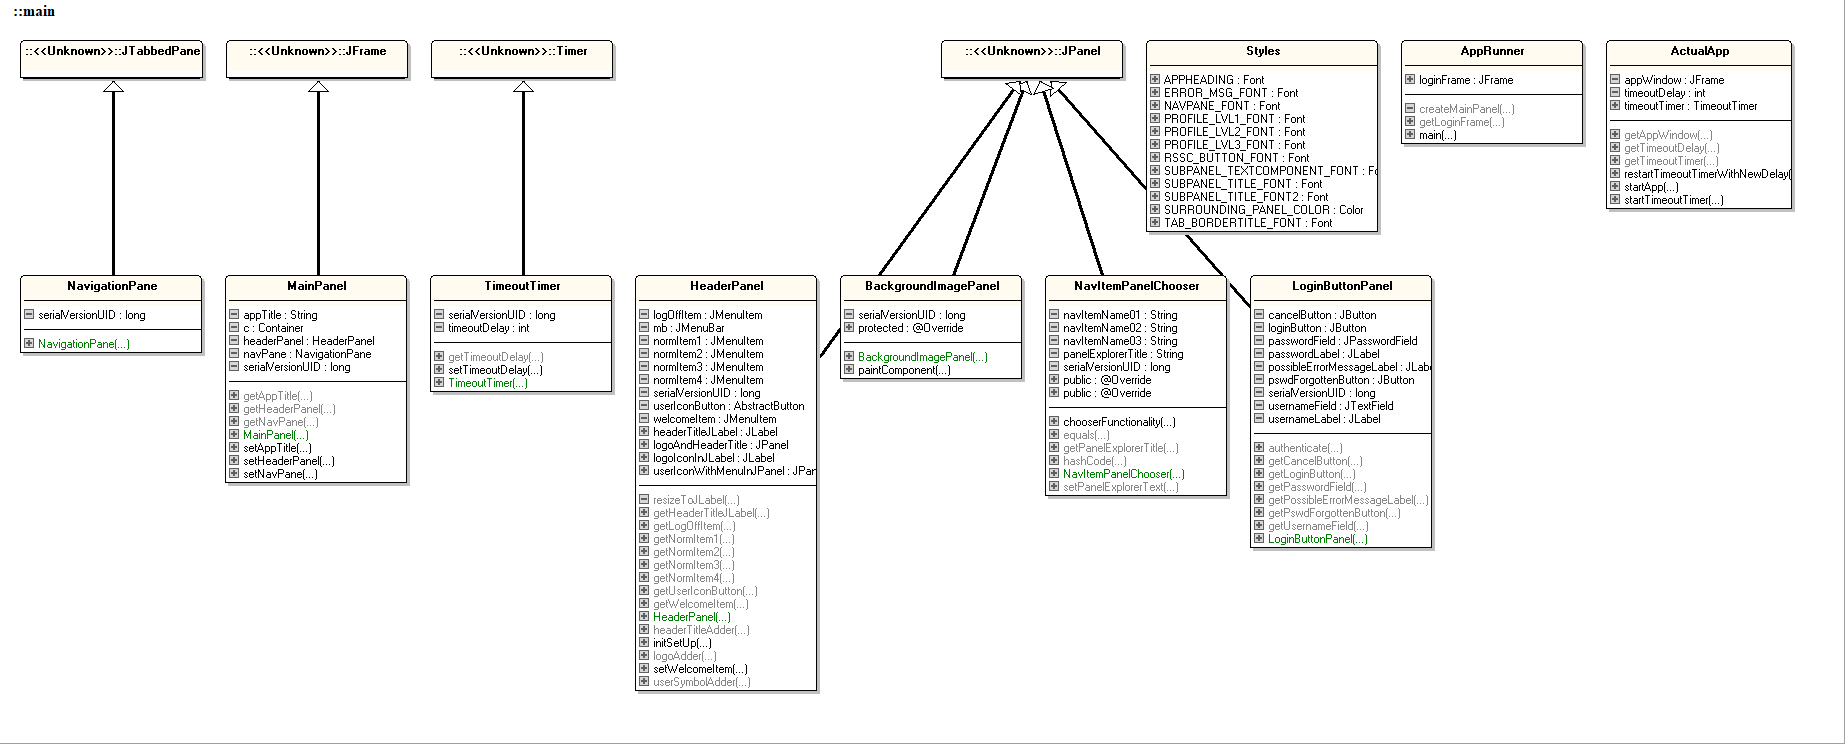 ::main
::<<Unknown>>::JTabbedPane
::<<Unknown>>::JFrame
::<<Unknown>>::Timer
::<<Unknown>>::JPanel
Styles
APPHEADING : Font
ERROR_MSG_FONT : Font
NAVPANE_FONT : Font
PROFILE_LVL1_FONT : Font
PROFILE_LVL2_FONT : Font
PROFILE_LVL3_FONT : Font
RSSC_BUTTON_FONT : Font
SUBPANEL_TEXTCOMPONENT_FONT : Fo
SUBPANEL_TITLE_FONT : Font
SUBPANEL_TITLE_FONT2 : Font
SURROUNDING_PANEL_COLOR : Color
TAB_BORDERTITLE_FONT : Font
AppRunner
loginFrame : JFrame
createMainPanel(...)
getLoginFrame(...)
main(...)
ActualApp
appWindow : JFrame
timeoutDelay : int
timeoutTimer : TimeoutTimer
getAppWindow(...)
getTimeoutDelay(...)
getTimeoutTimer(...)
restartTimeoutTimerWithNewDelay(
startApp(...)
startTimeoutTimer(...)
NavigationPane
serialVersionUID : long
NavigationPane(...)
MainPanel
appTitle : String
c : Container
headerPanel : HeaderPanel
navPane : NavigationPane
serialVersionUID : long
getAppTitle(...)
getHeaderPanel(...)
getNavPane(...)
MainPanel(...)
setAppTitle(...)
setHeaderPanel(...)
setNavPane(...)
TimeoutTimer
serialVersionUID : long
timeoutDelay : int
getTimeoutDelay(...)
setTimeoutDelay(...)
TimeoutTimer(...)
HeaderPanel
logOffItem : JMenuItem
mb : JMenuBar
normItem1 : JMenuItem
normItem2 : JMenuItem
normItem3 : JMenuItem
normItem4 : JMenuItem
serialVersionUID : long
userIconButton : AbstractButton
welcomeItem : JMenuItem
headerTitleJLabel : JLabel
logoAndHeaderTitle : JPanel
logoIconInJLabel : JLabel
userIconWithMenuInJPanel : JPan
resizeToJLabel(...)
getHeaderTitleJLabel(...)
getLogOffItem(...)
getNormItem1(...)
getNormItem2(...)
getNormItem3(...)
getNormItem4(...)
getUserIconButton(...)
getWelcomeItem(...)
HeaderPanel(...)
headerTitleAdder(...)
initSetUp(...)
logoAdder(...)
setWelcomeItem(...)
userSymbolAdder(...)
BackgroundImagePanel
serialVersionUID : long
protected : @Override
BackgroundImagePanel(...)
paintComponent(...)
NavItemPanelChooser
navItemName01 : String
navItemName02 : String
navItemName03 : String
panelExplorerTitle : String
serialVersionUID : long
public : @Override
public : @Override
chooserFunctionality(...)
equals(...)
getPanelExplorerTitle(...)
hashCode(...)
NavItemPanelChooser(...)
setPanelExplorerText(...)
LoginButtonPanel
cancelButton : JButton
loginButton : JButton
passwordField : JPasswordField
passwordLabel : JLabel
possibleErrorMessageLabel : JLab
pswdForgottenButton : JButton
serialVersionUID : long
usernameField : JTextField
usernameLabel : JLabel
authenticate(...)
getCancelButton(...)
getLoginButton(...)
getPasswordField(...)
getPossibleErrorMessageLabel(...)
getPswdForgottenButton(...)
getUsernameField(...)
LoginButtonPanel(...)